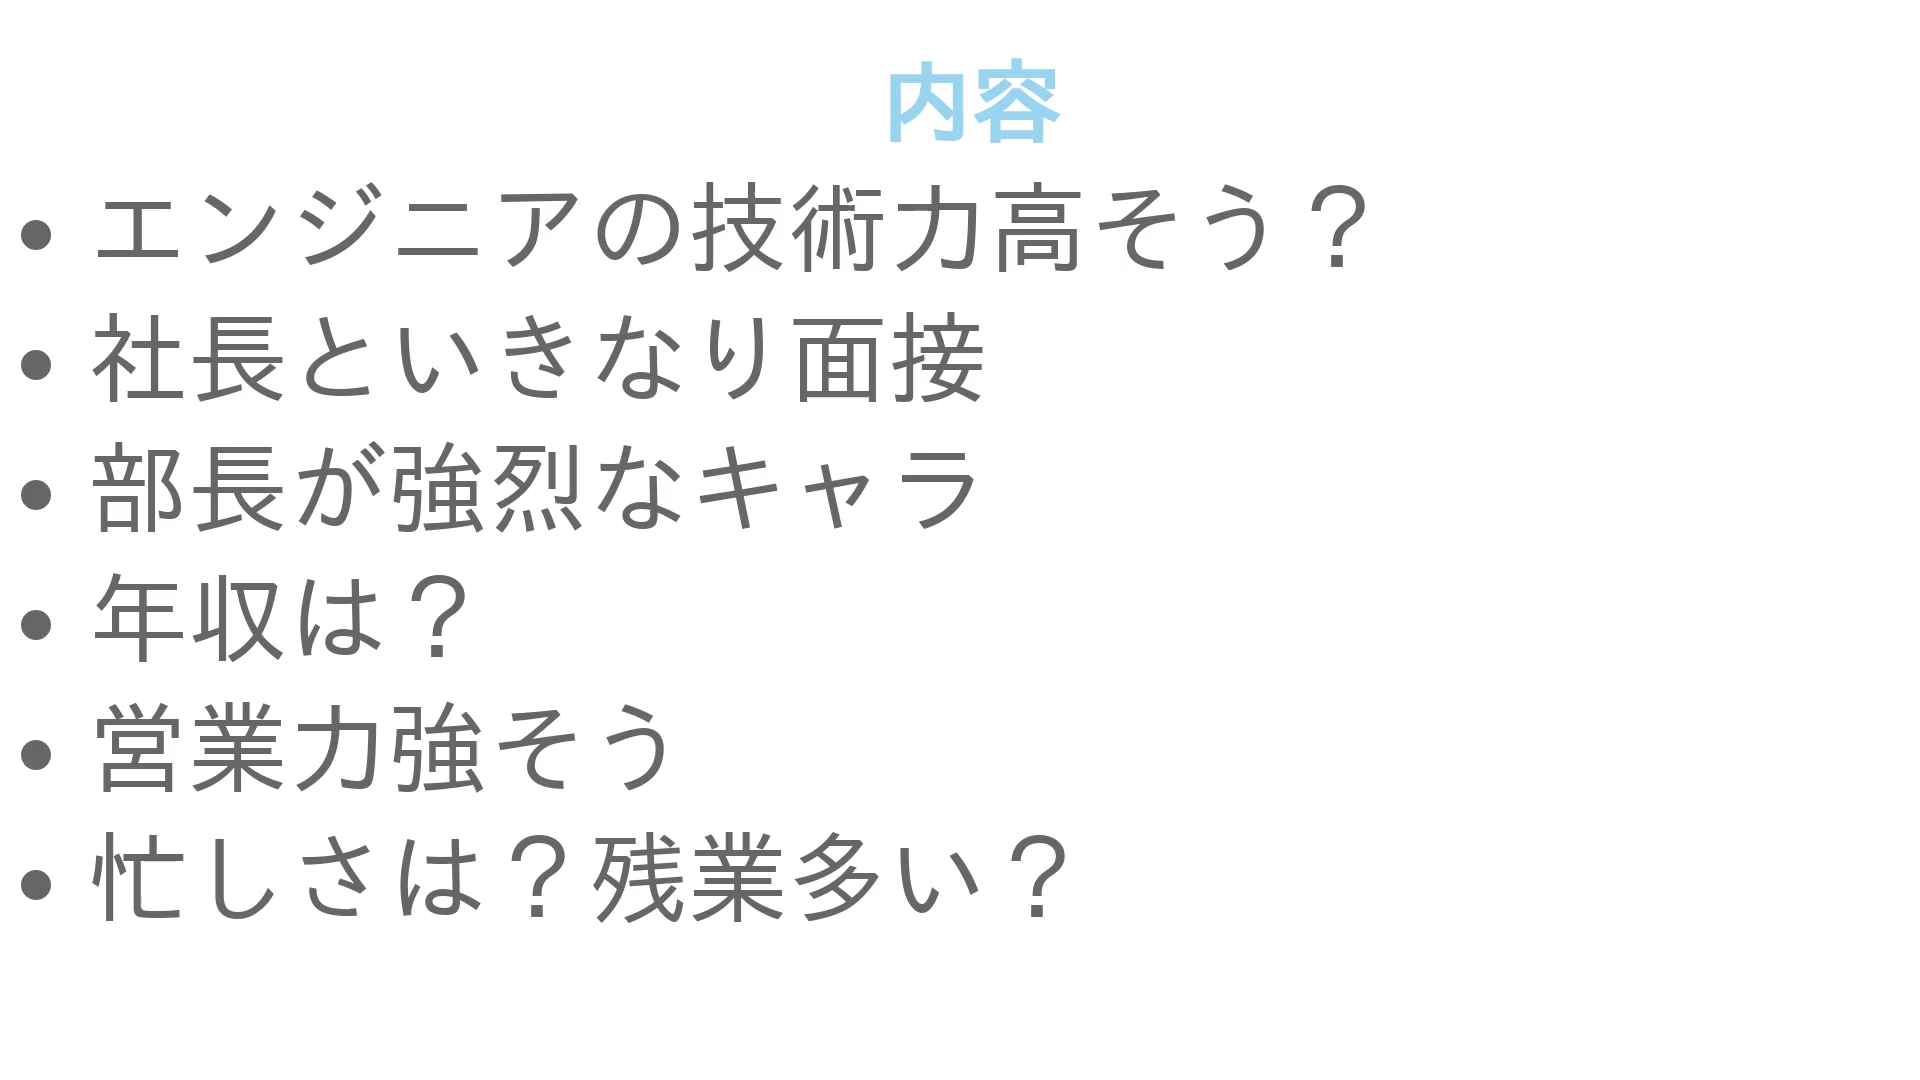 内容
• エンジニアの技術力高そう？
• 社長といきなり面接
• 部長が強烈なキャラ
• 年収は？
• 営業力強そう
• 忙しさは？残業多い？